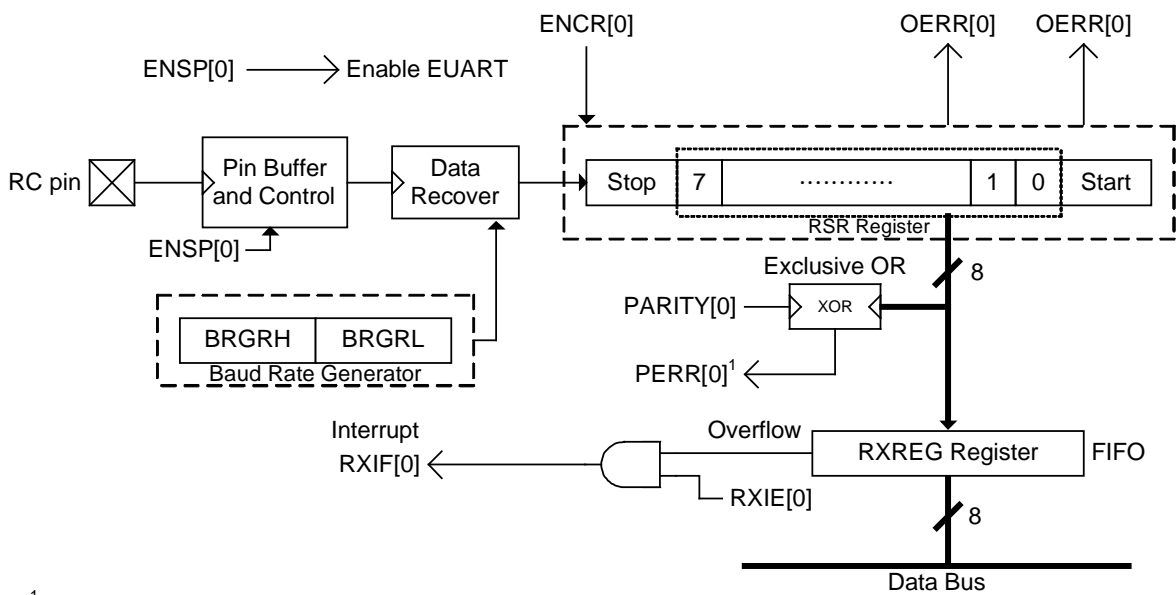 ENCR[0]
OERR[0]
OERR[0]
ENSP[0]
Enable EUART
RC pin
Pin Buffer
and Control
Data
Recover
Stop
7
............
1
0
Start
RSR Register
ENSP[0]
Exclusive OR
8
PARITY[0]
XOR
BRGRH
BRGRL
Baud Rate Generator
PERR[0]¹
Interrupt
RXIF[0]
Overflow
RXREG Register
FIFO
RXIE[0]
8
Data Bus
1